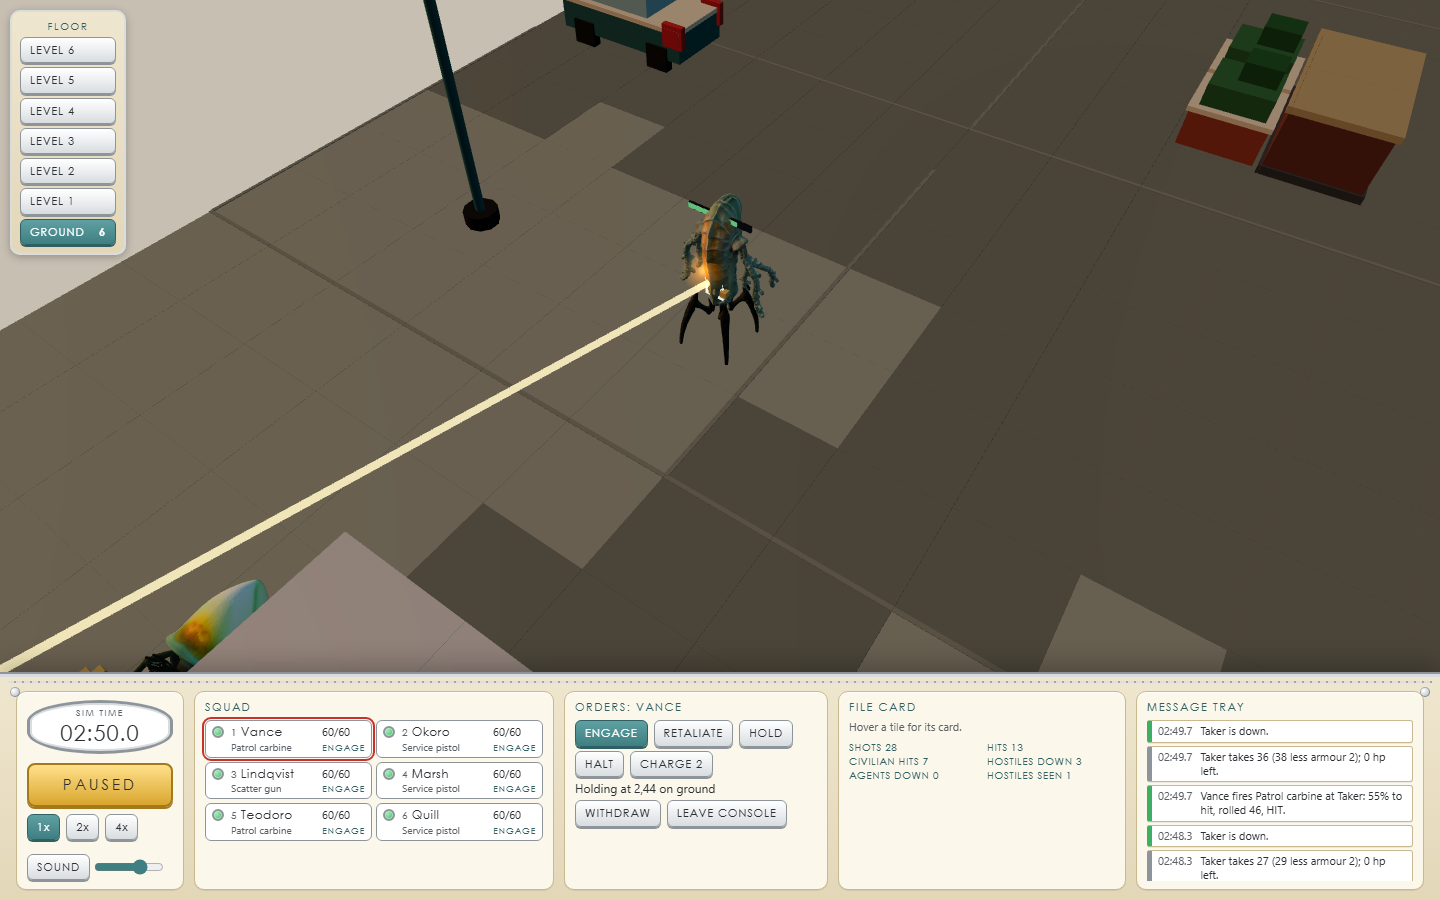 FLOOR
LEVEL 6
LEVEL 5
LEVEL 4
LEVEL 3
LEVEL 2
LEVEL 1
GROUND 6
SIM TIME
02:50.0
PAUSED
1x 2x 4x
SOUND
SQUAD
1 Vance 60/60
Patrol carbine ENGAGE
2 Okoro 60/60
Service pistol ENGAGE
3 Lindqvist 60/60
Scatter gun ENGAGE
4 Marsh 60/60
Service pistol ENGAGE
5 Teodoro 60/60
Patrol carbine ENGAGE
6 Quill 60/60
Service pistol ENGAGE
ORDERS: VANCE
ENGAGE RETALIATE HOLD
HALT CHARGE 2
Holding at 2,44 on ground
WITHDRAW LEAVE CONSOLE
FILE CARD
Hover a tile for its card.
SHOTS 28 HITS 13
CIVILIAN HITS 7 HOSTILES DOWN 3
AGENTS DOWN 0 HOSTILES SEEN 1
MESSAGE TRAY
02:49.7 Taker is down.
02:49.7 Taker takes 36 (38 less armour 2); 0 hp
left.
02:49.7 Vance fires Patrol carbine at Taker: 55% to
hit, rolled 46, HIT.
02:48.3 Taker is down.
02:48.3 Taker takes 27 (29 less armour 2); 0 hp
left.